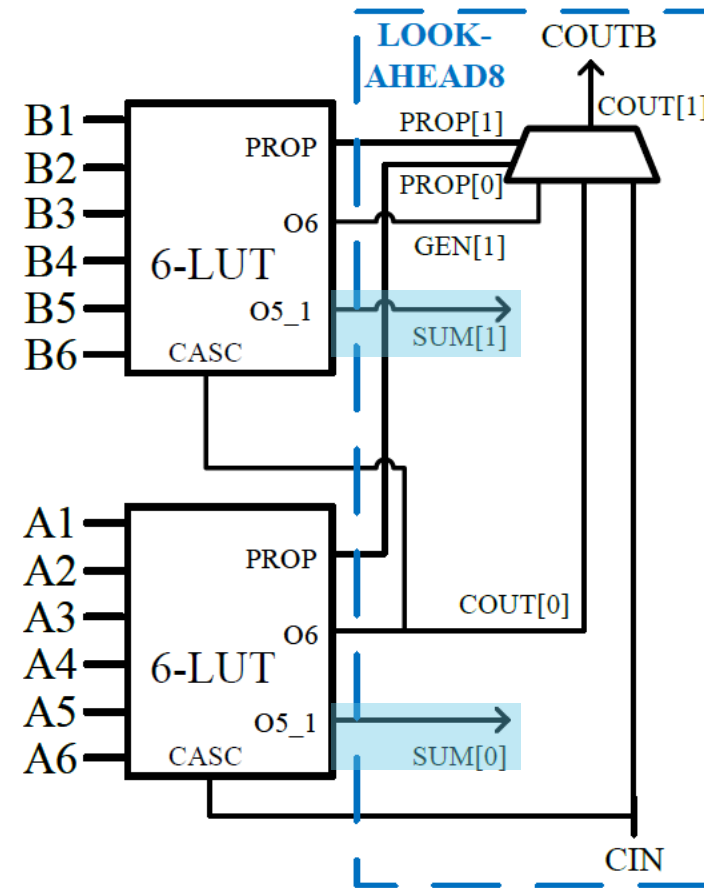 LOOK-
AHEAD8
COUTB
COUT[1]
B1
B2
B3
B4
B5
B6
PROP
O6
6-LUT
O5_1
CASC
PROP[1]
PROP[0]
GEN[1]
SUM[1]
A1
A2
A3
A4
A5
A6
PROP
O6
6-LUT
O5_1
CASC
COUT[0]
SUM[0]
CIN